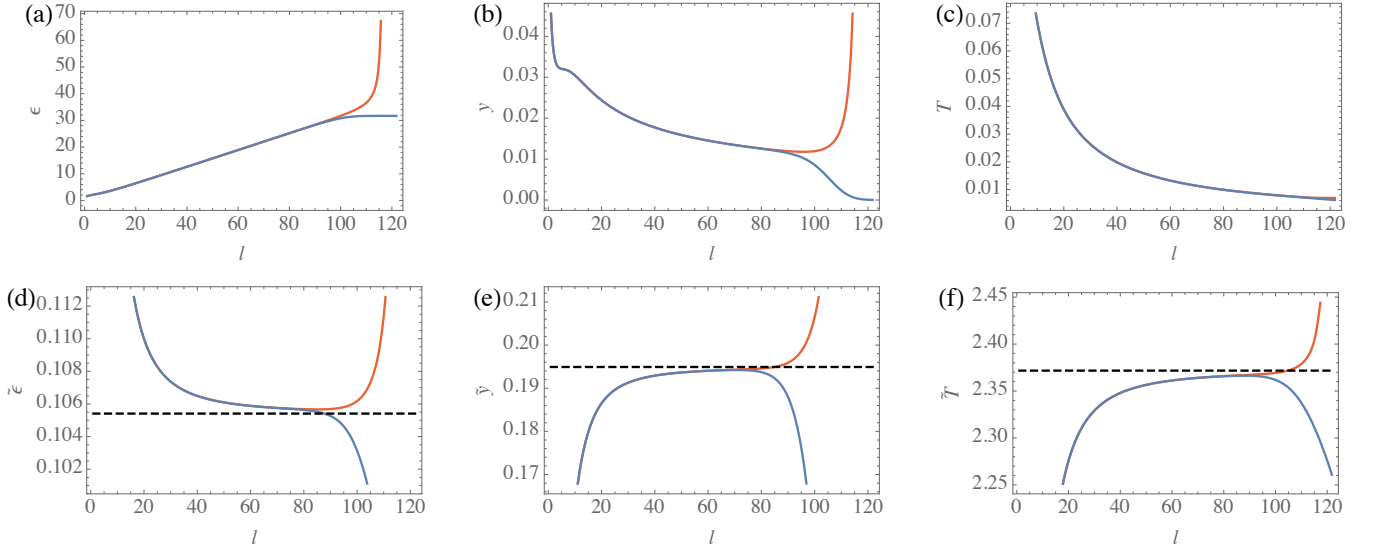 (a)
70
60
50
40
30
20
10
0
ϵ
0 20 40 60 80 100 120
l
(b)
0.04
0.03
0.02
0.01
0.00
y
0 20 40 60 80 100 120
l
(c)
0.07
0.06
0.05
0.04
0.03
0.02
0.01
T
0 20 40 60 80 100 120
l
(d)
0.112
0.110
0.108
0.106
0.104
0.102
ϵ̃
0 20 40 60 80 100 120
l
(e)
0.21
0.20
0.19
0.18
0.17
ỹ
0 20 40 60 80 100 120
l
(f)
2.45
2.40
2.35
2.30
2.25
T̃
0 20 40 60 80 100 120
l